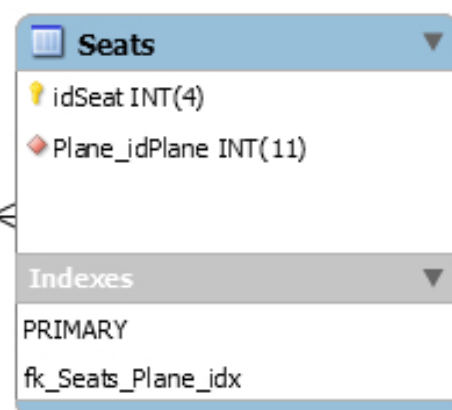 Seats
idSeat INT(4)
Plane_idPlane INT(11)
Indexes
PRIMARY
fk_Seats_Plane_idx